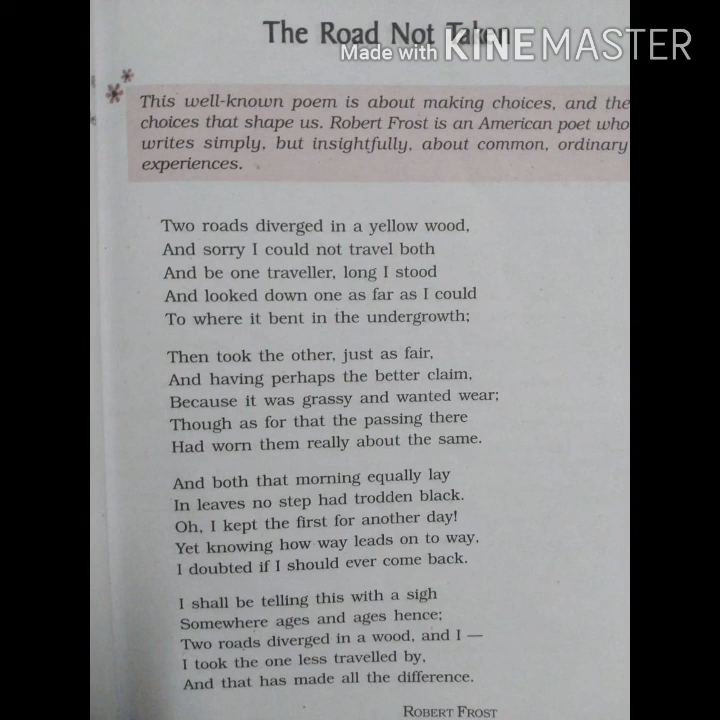 The Road Not Taken
Made with KINEMASTER
This well-known poem is about making choices, and the
choices that shape us. Robert Frost is an American poet who
writes simply, but insightfully, about common, ordinary
experiences.
Two roads diverged in a yellow wood,
And sorry I could not travel both
And be one traveller, long I stood
And looked down one as far as I could
To where it bent in the undergrowth;
Then took the other, just as fair,
And having perhaps the better claim,
Because it was grassy and wanted wear;
Though as for that the passing there
Had worn them really about the same.
And both that morning equally lay
In leaves no step had trodden black.
Oh, I kept the first for another day!
Yet knowing how way leads on to way,
I doubted if I should ever come back.
I shall be telling this with a sigh
Somewhere ages and ages hence;
Two roads diverged in a wood, and I —
I took the one less travelled by,
And that has made all the difference.
ROBERT FROST